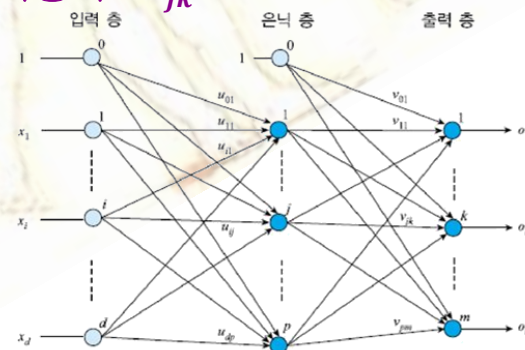 jk
입력 층 은닉 층 출력 층
1 0 1 0
u01 v01
x1 1 u11 1 v11 1 o
ui1
xi i uij j vjk k o
xd d udp p vpm m o